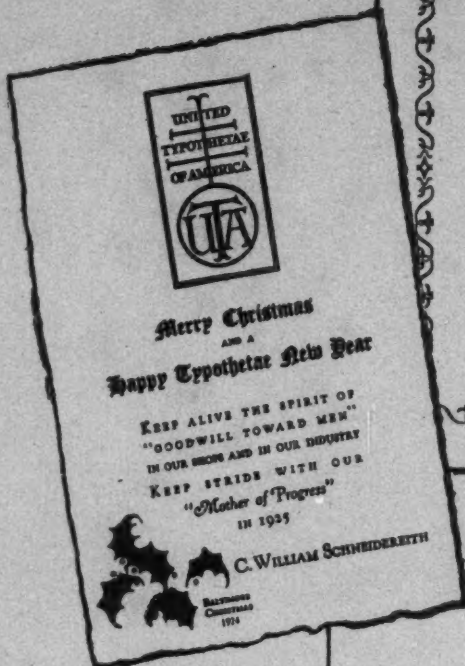 UNITED
TYPOTHETAE
OF AMERICA
UTA
Merry Christmas
AND A
Happy Typothetae New Year
KEEP ALIVE THE SPIRIT OF
"GOODWILL TOWARD MEN"
IN OUR SHOPS AND IN OUR INDUSTRY
KEEP STRIDE WITH OUR
"Mother of Progress"
IN 1925
C. WILLIAM SCHNEIDEREITH
BALTIMORE
CHRISTMAS
1924